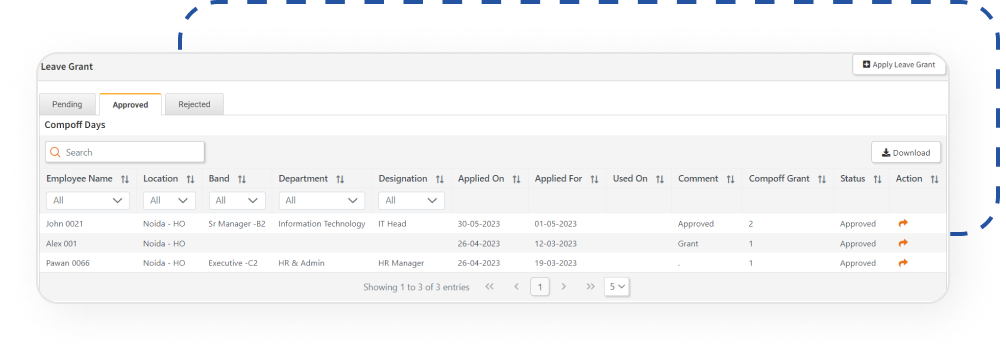 Leave Grant
Apply Leave Grant
Pending Approved Rejected
Compoff Days
Search
Download
Employee Name Location Band Department Designation Applied On Applied For Used On Comment Compoff Grant Status Action
All All All All All
John 0021 Noida - HO Sr Manager -B2 Information Technology IT Head 30-05-2023 01-05-2023 Approved 2 Approved
Alex 001 Noida - HO 26-04-2023 12-03-2023 Grant 1 Approved
Pawan 0066 Noida - HO Executive -C2 HR & Admin HR Manager 26-04-2023 19-03-2023 . 1 Approved
Showing 1 to 3 of 3 entries << < 1 > >> 5